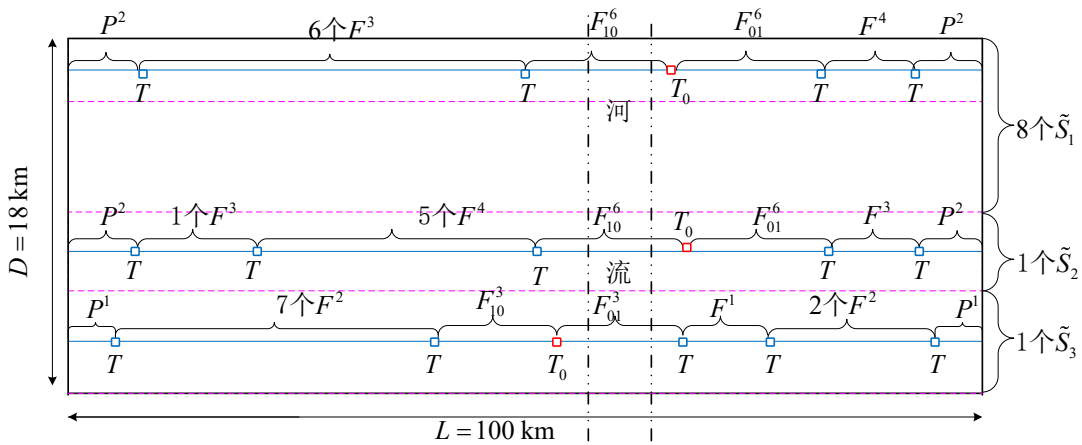 P² 6个F³ F₁₀⁶ F₀₁⁶ F⁴ P²
T T T₀ T T
河
8个S̃₁
P² 1个F³ 5个F⁴ F₁₀⁶ T₀ F₀₁⁶ F³ P²
T T T T T
流
1个S̃₂
P¹ 7个F² F₁₀³ F₀₁³ F¹ 2个F² P¹
T T T₀ T T T
1个S̃₃
D = 18 km
L = 100 km